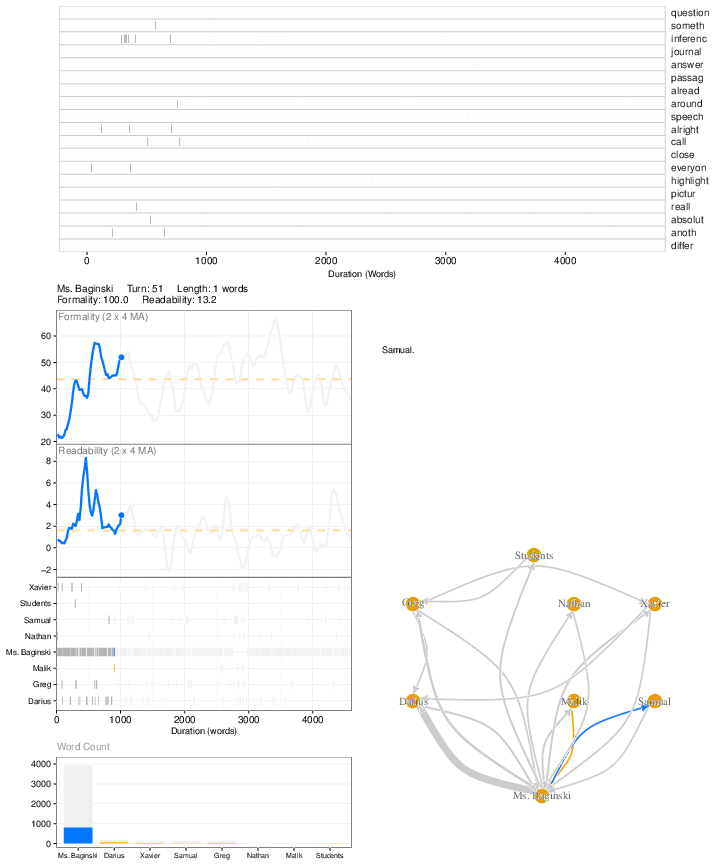 question
someth
inferenc
journal
answer
passag
alread
around
speech
alright
call
close
everyon
highlight
pictur
reall
absolut
anoth
differ
0 1000 2000 3000 4000
Duration (Words)
Ms. Baginski Turn: 51 Length: 1 words
Formality: 100.0 Readability: 13.2
Formality (2 x 4 MA)
60
50
40
30
20
Samual.
Readability (2 x 4 MA)
8
6
4
2
0
−2
Xavier
Students
Samual
Nathan
Ms. Baginski
Malik
Greg
Darius
0 1000 2000 3000 4000
Duration (words)
Students
Greg Nathan Xavier
Darius Malik Samual
Ms. Baginski
Word Count
4000
3000
2000
1000
0
Ms. Baginski Darius Xavier Samual Greg Nathan Malik Students